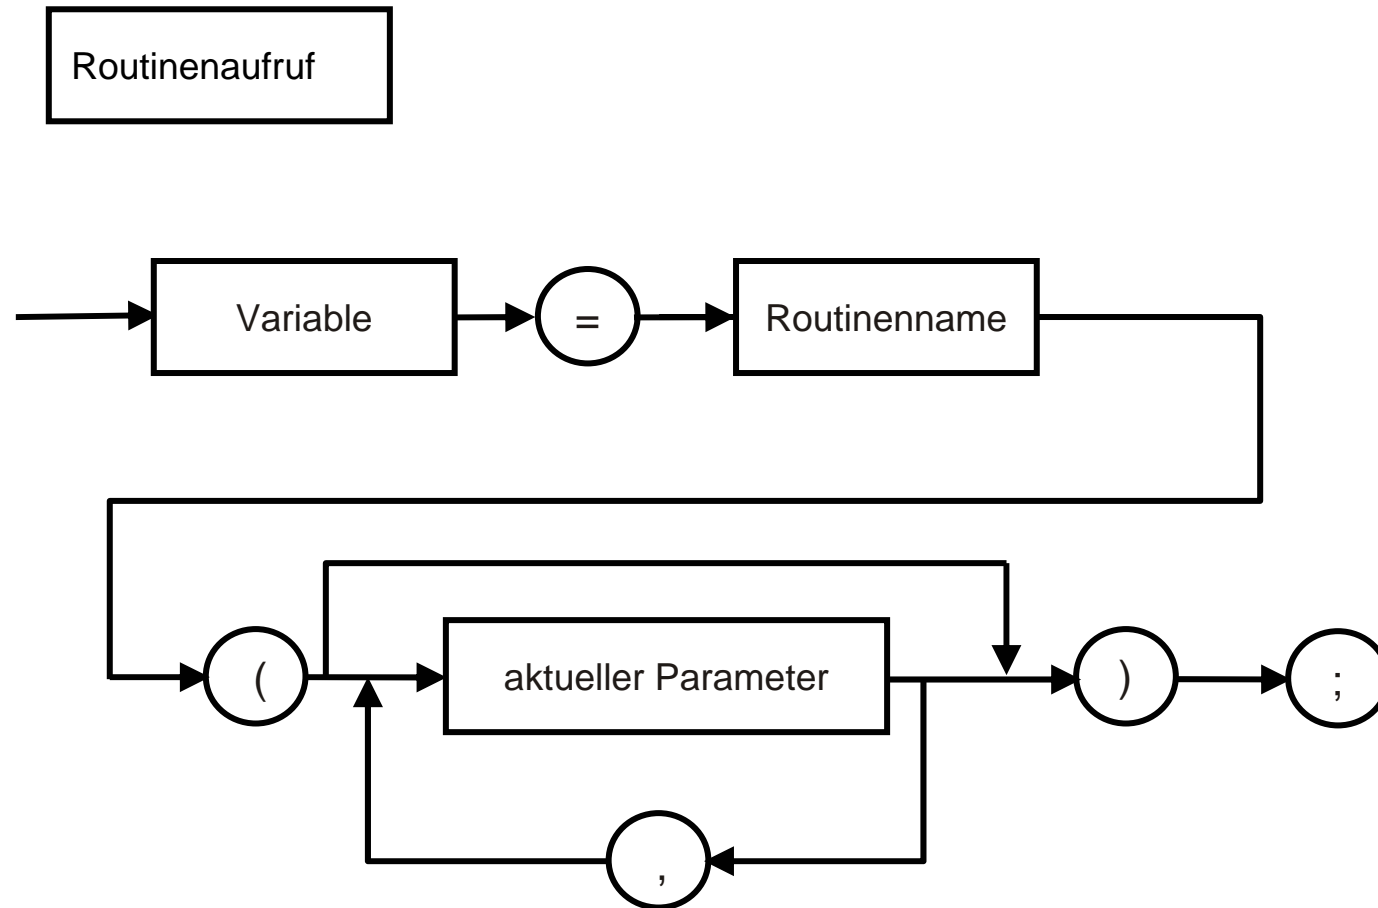 Routinenaufruf
Variable
=
Routinenname
(
aktueller Parameter
)
;
,